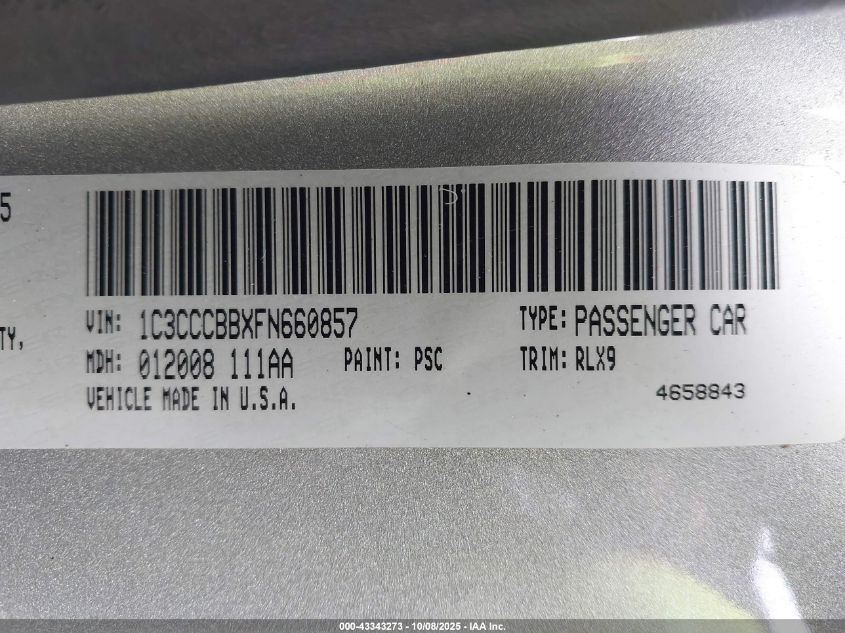 5
TY,
VIN: 1C3CCCBBXFN660857 TYPE: PASSENGER CAR
MDH: 012008 111AA PAINT: PSC TRIM: RLX9
VEHICLE MADE IN U.S.A. 4658843
000-43343273 | 10/08/2025 - IAA Inc.